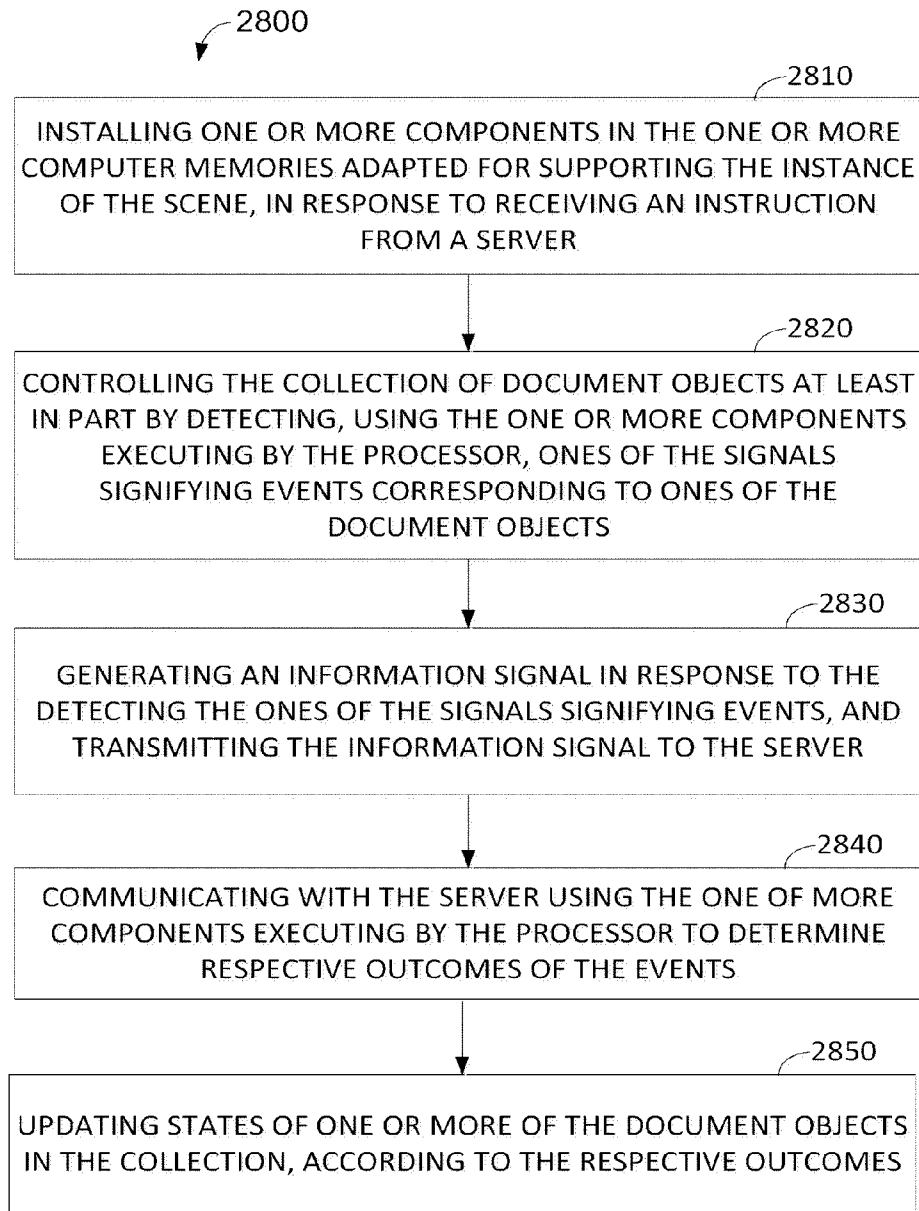 2800
2810
INSTALLING ONE OR MORE COMPONENTS IN THE ONE OR MORE
COMPUTER MEMORIES ADAPTED FOR SUPPORTING THE INSTANCE
OF THE SCENE, IN RESPONSE TO RECEIVING AN INSTRUCTION
FROM A SERVER
2820
CONTROLLING THE COLLECTION OF DOCUMENT OBJECTS AT LEAST
IN PART BY DETECTING, USING THE ONE OR MORE COMPONENTS
EXECUTING BY THE PROCESSOR, ONES OF THE SIGNALS
SIGNIFYING EVENTS CORRESPONDING TO ONES OF THE
DOCUMENT OBJECTS
2830
GENERATING AN INFORMATION SIGNAL IN RESPONSE TO THE
DETECTING THE ONES OF THE SIGNALS SIGNIFYING EVENTS, AND
TRANSMITTING THE INFORMATION SIGNAL TO THE SERVER
2840
COMMUNICATING WITH THE SERVER USING THE ONE OF MORE
COMPONENTS EXECUTING BY THE PROCESSOR TO DETERMINE
RESPECTIVE OUTCOMES OF THE EVENTS
2850
UPDATING STATES OF ONE OR MORE OF THE DOCUMENT OBJECTS
IN THE COLLECTION, ACCORDING TO THE RESPECTIVE OUTCOMES